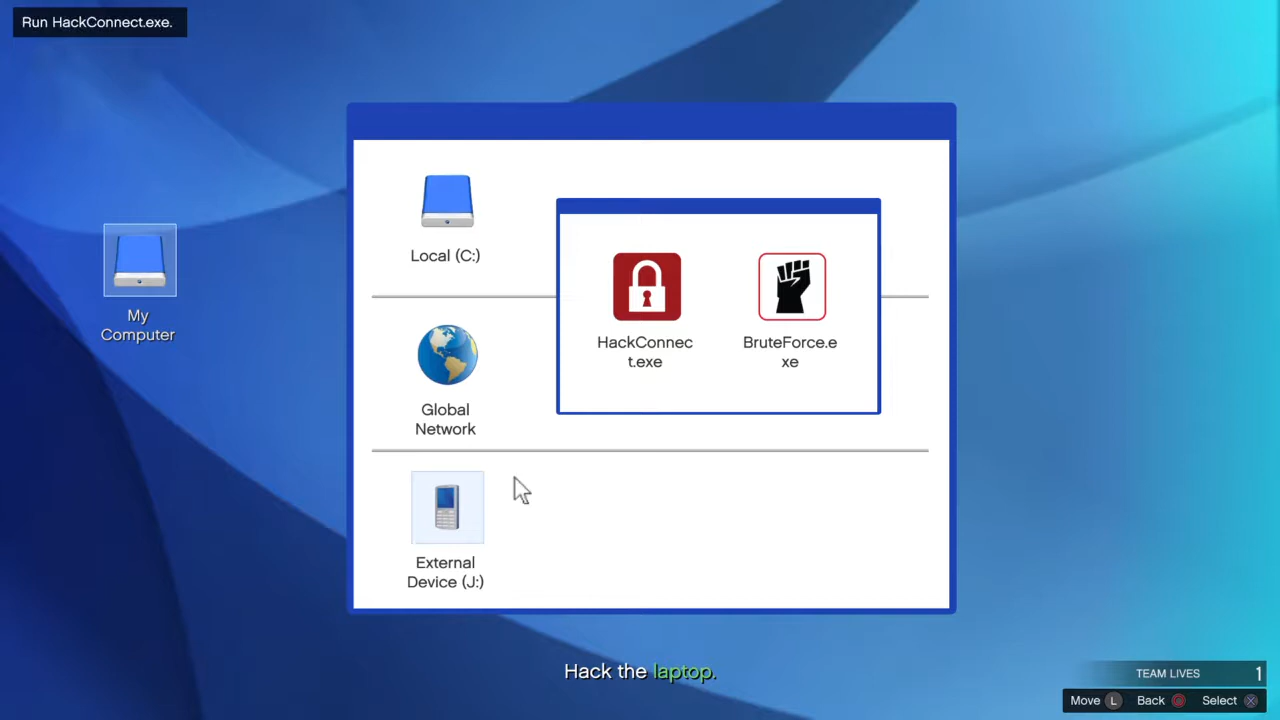 Run HackConnect.exe.
Local (C:)
HackConnec
t.exe
BruteForce.e
xe
My
Computer
Global
Network
External
Device (J:)
Hack the laptop.
TEAM LIVES 1
Move L Back Select